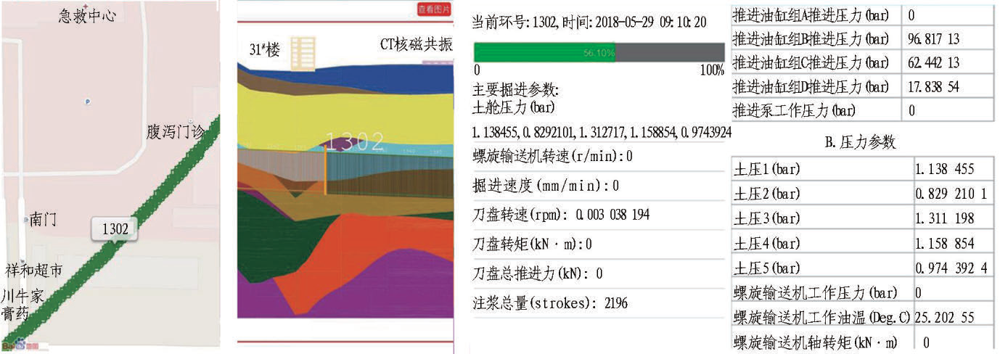 急救中心
腹泻门诊
南门
1302
祥和超市
川牛家
膏药
Bai 地图
查看图片
31#楼
CT核磁共振
1302
当前环号:1302,时间:2018-05-29 09:10:20
56.10%
0 100%
主要掘进参数:
土舱压力(bar)
1.138455,0.8292101,1.312717,1.158854,0.9743924
螺旋输送机转速(r/min):0
掘进速度(mm/min):0
刀盘转速(rpm): 0.003 038 194
刀盘转矩(kN·m):0
刀盘总推进力(kN): 0
注浆总量(strokes): 2196
推进油缸组A推进压力(bar) 0
推进油缸组B推进压力(bar) 96.817 13
推进油缸组C推进压力(bar) 62.442 13
推进油缸组D推进压力(bar) 17.838 54
推进泵工作压力(bar) 0
B.压力参数
土压1(bar) 1.138 455
土压2(bar) 0.829 210 1
土压3(bar) 1.311 198
土压4(bar) 1.158 854
土压5(bar) 0.974 392 4
螺旋输送机工作压力(bar) 0
螺旋输送机工作油温(Deg.C) 25.202 55
螺旋输送机轴转矩(kN·m) 0